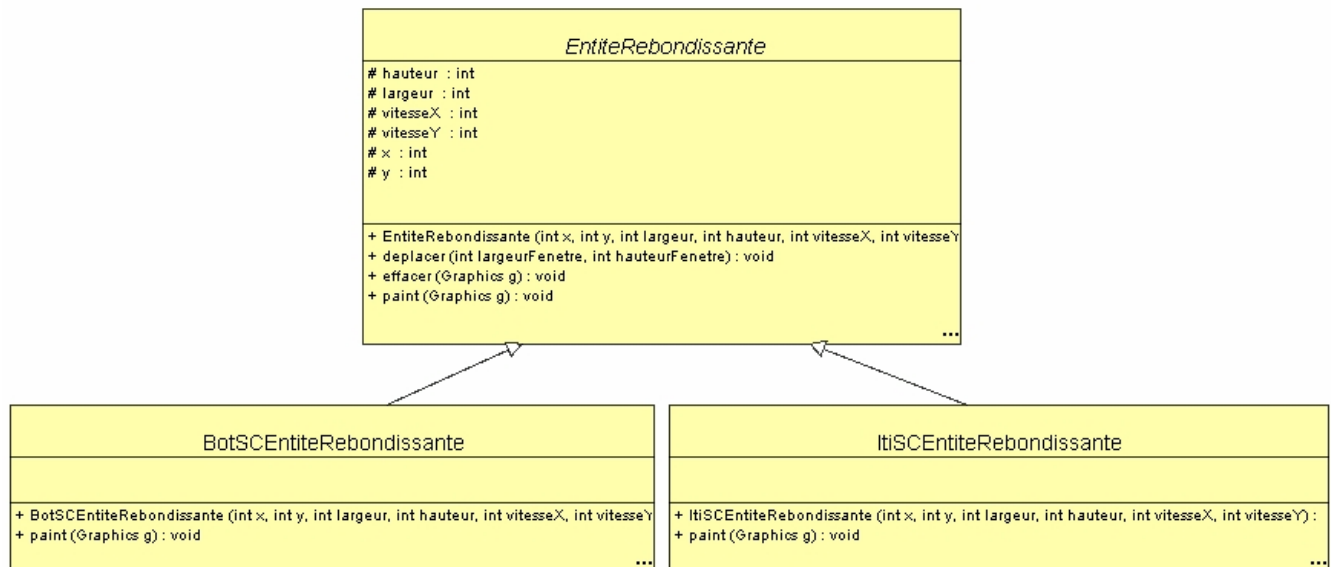 EntiteRebondissante
# hauteur : int
# largeur : int
# vitesseX : int
# vitesseY : int
# x : int
# y : int
+ EntiteRebondissante (int x, int y, int largeur, int hauteur, int vitesseX, int vitesseY
+ deplacer (int largeurFenetre, int hauteurFenetre) : void
+ effacer (Graphics g) : void
+ paint (Graphics g) : void
...
BotSCEntiteRebondissante
+ BotSCEntiteRebondissante (int x, int y, int largeur, int hauteur, int vitesseX, int vitesseY
+ paint (Graphics g) : void
...
ItiSCEntiteRebondissante
+ ItiSCEntiteRebondissante (int x, int y, int largeur, int hauteur, int vitesseX, int vitesseY) :
+ paint (Graphics g) : void
...